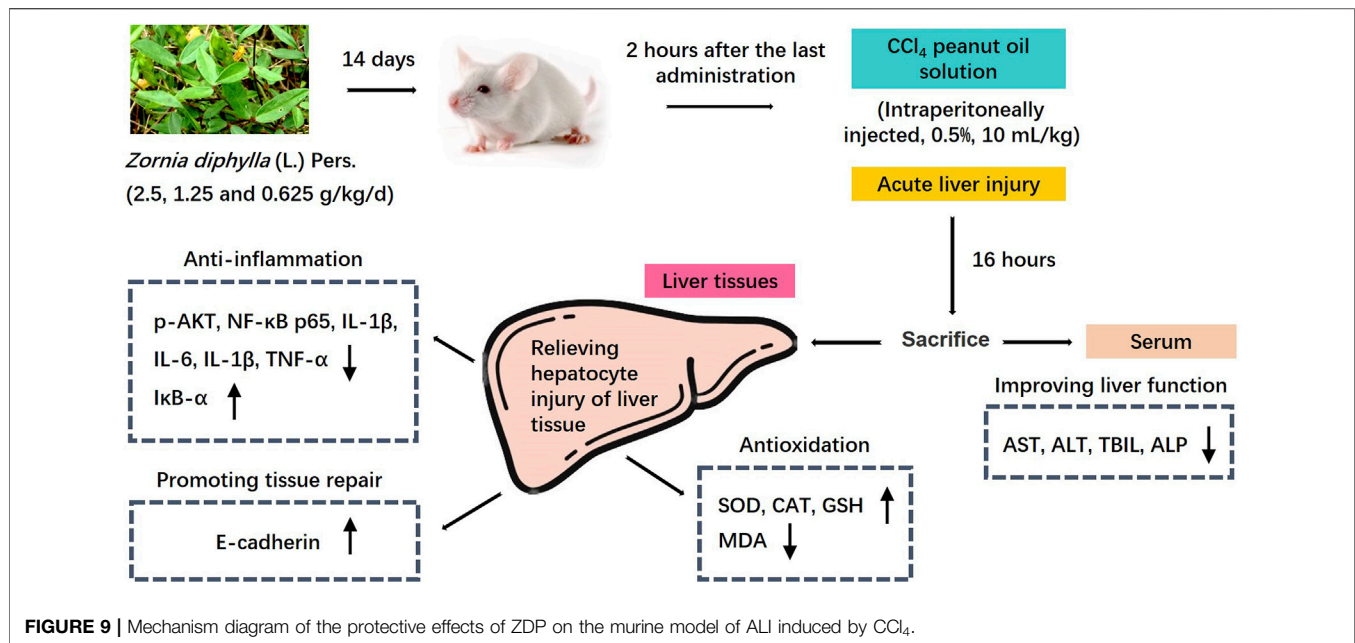 14 days
2 hours after the last
administration
CCl₄ peanut oil
solution
(Intraperitoneally
injected, 0.5%, 10 mL/kg)
Zornia diphylla (L.) Pers.
(2.5, 1.25 and 0.625 g/kg/d)
Acute liver injury
16 hours
Sacrifice
Serum
Improving liver function
AST, ALT, TBIL, ALP ↓
Liver tissues
Relieving
hepatocyte
injury of liver
tissue
Anti-inflammation
p-AKT, NF-κB p65, IL-1β,
IL-6, IL-1β, TNF-α ↓
IκB-α ↑
Promoting tissue repair
E-cadherin ↑
Antioxidation
SOD, CAT, GSH ↑
MDA ↓
FIGURE 9 | Mechanism diagram of the protective effects of ZDP on the murine model of ALI induced by CCl₄.